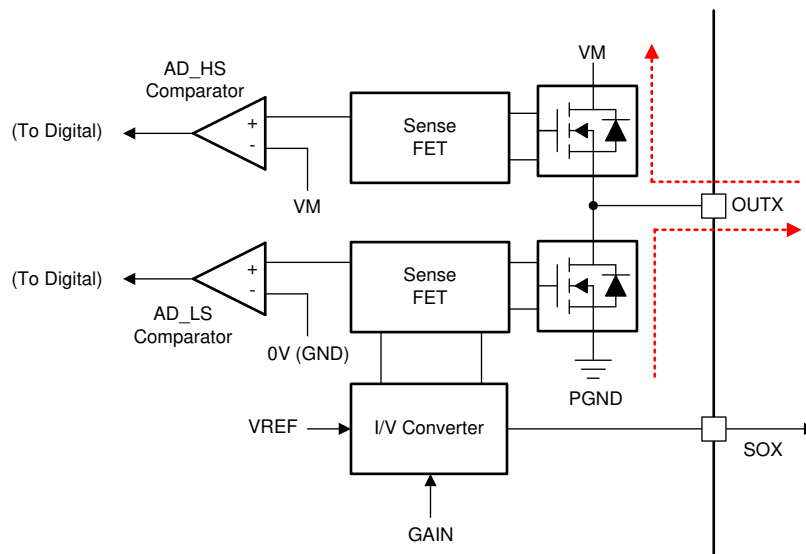 VM
AD_HS
Comparator
(To Digital)
+
-
Sense
FET
VM
OUTX
(To Digital)
+
-
Sense
FET
AD_LS
Comparator
0V (GND)
PGND
VREF
I/V Converter
SOX
GAIN